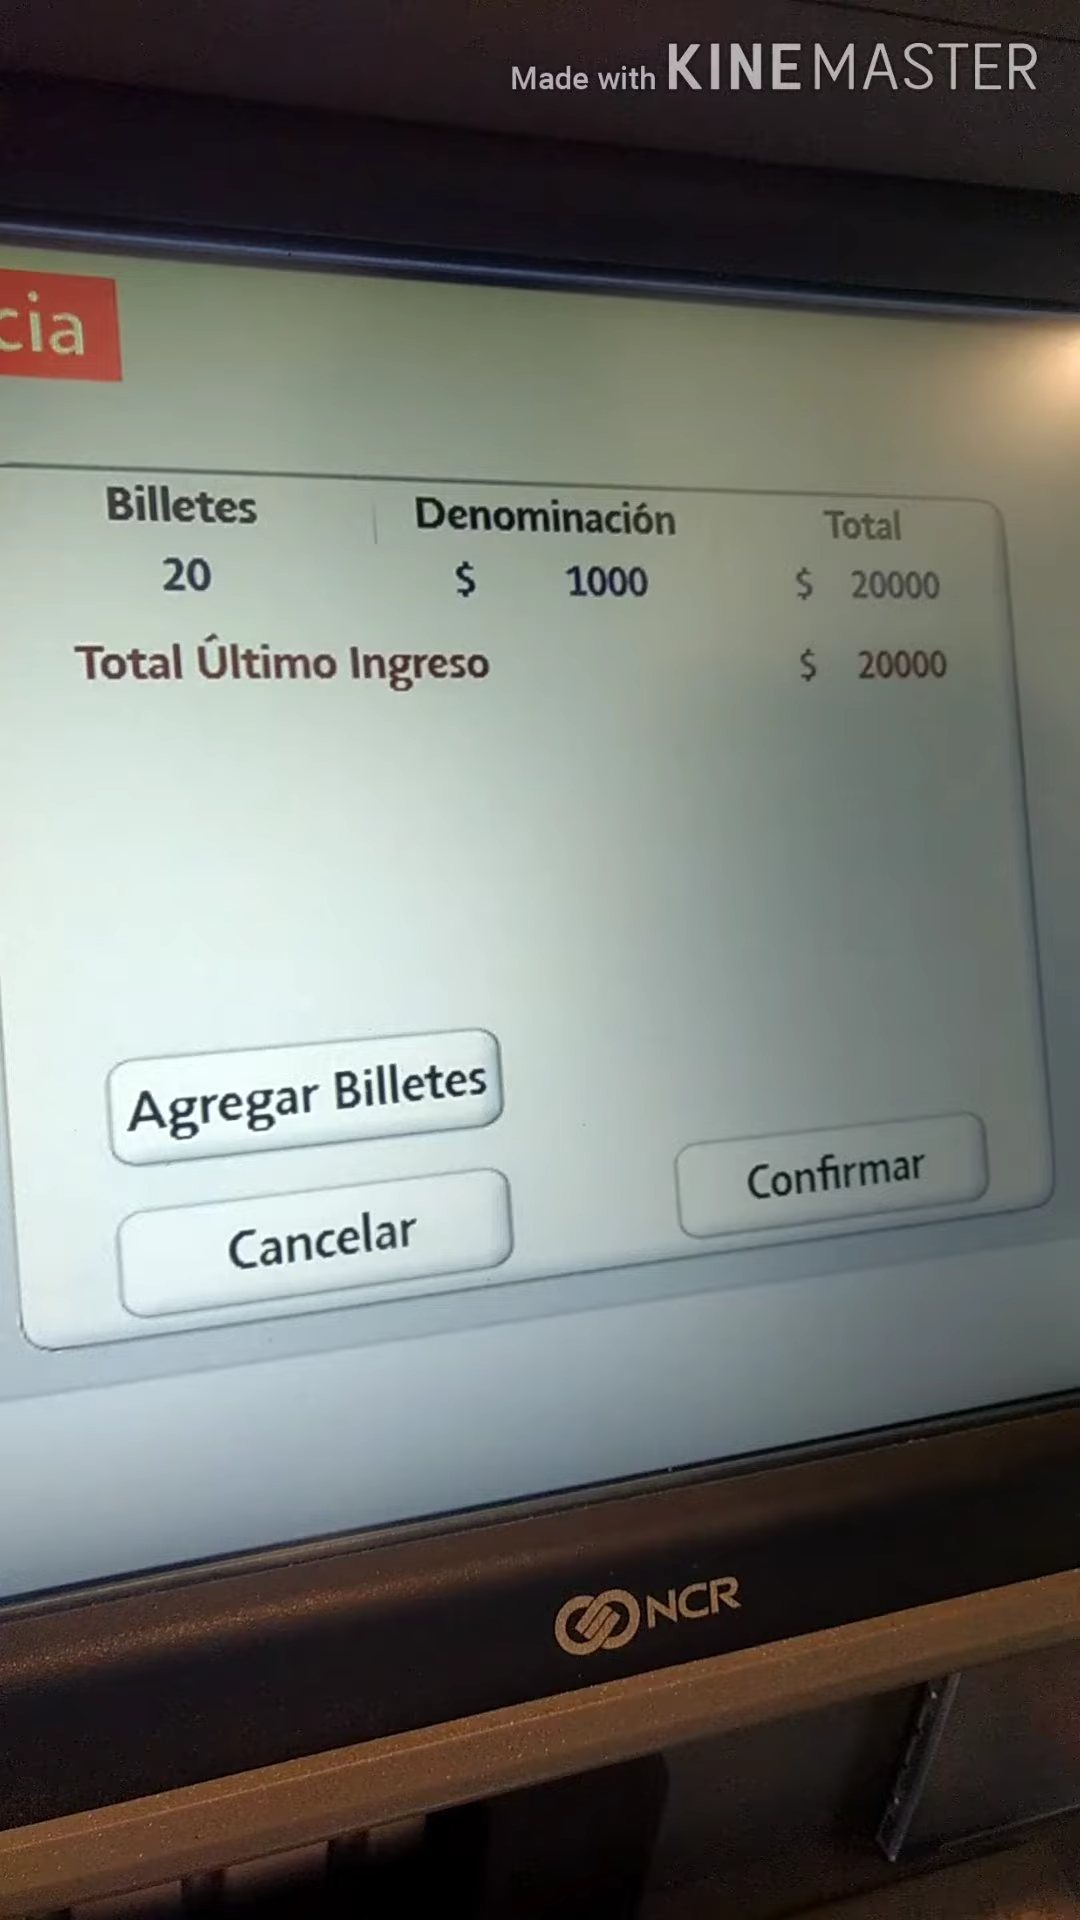 Made with KINEMASTER
cia
Billetes Denominación Total
20 $ 1000 $ 20000
Total Último Ingreso $ 20000
Agregar Billetes
Confirmar
Cancelar
NCR